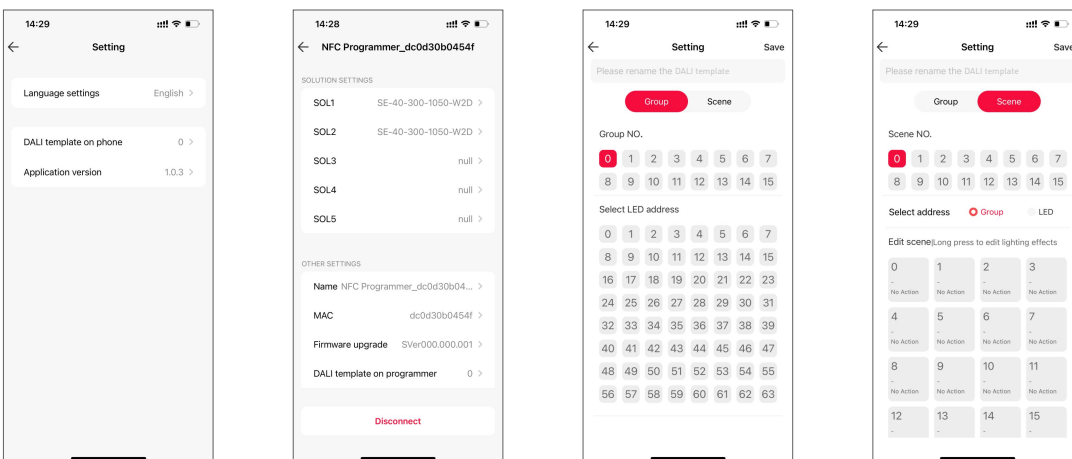 14:29
Setting
Language settings English >
DALI template on phone 0 >
Application version 1.0.3 >
14:28
NFC Programmer_dc0d30b0454f
SOLUTION SETTINGS
SOL1 SE-40-300-1050-W2D >
SOL2 SE-40-300-1050-W2D >
SOL3 null >
SOL4 null >
SOL5 null >
OTHER SETTINGS
Name NFC Programmer_dc0d30b04... >
MAC dc0d30b0454f >
Firmware upgrade SVer000.000.001 >
DALI template on programmer 0 >
Disconnect
14:29
Setting Save
Please rename the DALI template
Group Scene
Group NO.
0 1 2 3 4 5 6 7
8 9 10 11 12 13 14 15
Select LED address
0 1 2 3 4 5 6 7
8 9 10 11 12 13 14 15
16 17 18 19 20 21 22 23
24 25 26 27 28 29 30 31
32 33 34 35 36 37 38 39
40 41 42 43 44 45 46 47
48 49 50 51 52 53 54 55
56 57 58 59 60 61 62 63
14:29
Setting Save
Please rename the DALI template
Group Scene
Scene NO.
0 1 2 3 4 5 6 7
8 9 10 11 12 13 14 15
Select address Group LED
Edit scene|Long press to edit lighting effects
0 1 2 3
- - - -
No Action No Action No Action No Action
4 5 6 7
- - - -
No Action No Action No Action No Action
8 9 10 11
- - - -
No Action No Action No Action No Action
12 13 14 15
- - - -